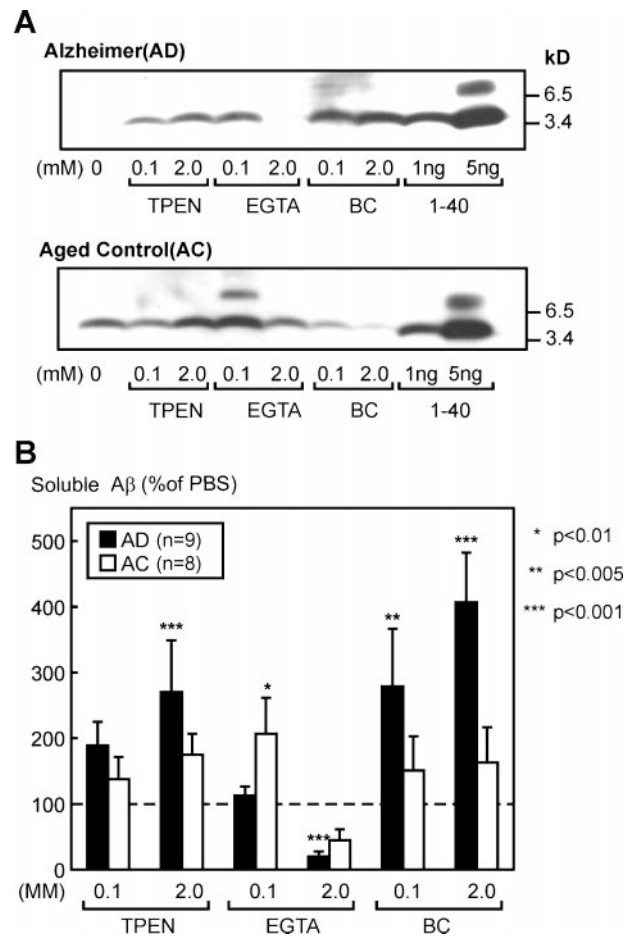 A
Alzheimer(AD)
kD
6.5
3.4
(mM) 0 0.1 2.0 0.1 2.0 0.1 2.0 1ng 5ng
TPEN EGTA BC 1-40
Aged Control(AC)
6.5
3.4
(mM) 0 0.1 2.0 0.1 2.0 0.1 2.0 1ng 5ng
TPEN EGTA BC 1-40
B
Soluble Aβ (%of PBS)
AD (n=9)
AC (n=8)
* p<0.01
** p<0.005
*** p<0.001
500
400
300
200
100
0
***
*
***
**
***
(MM) 0.1 2.0 0.1 2.0 0.1 2.0
TPEN EGTA BC